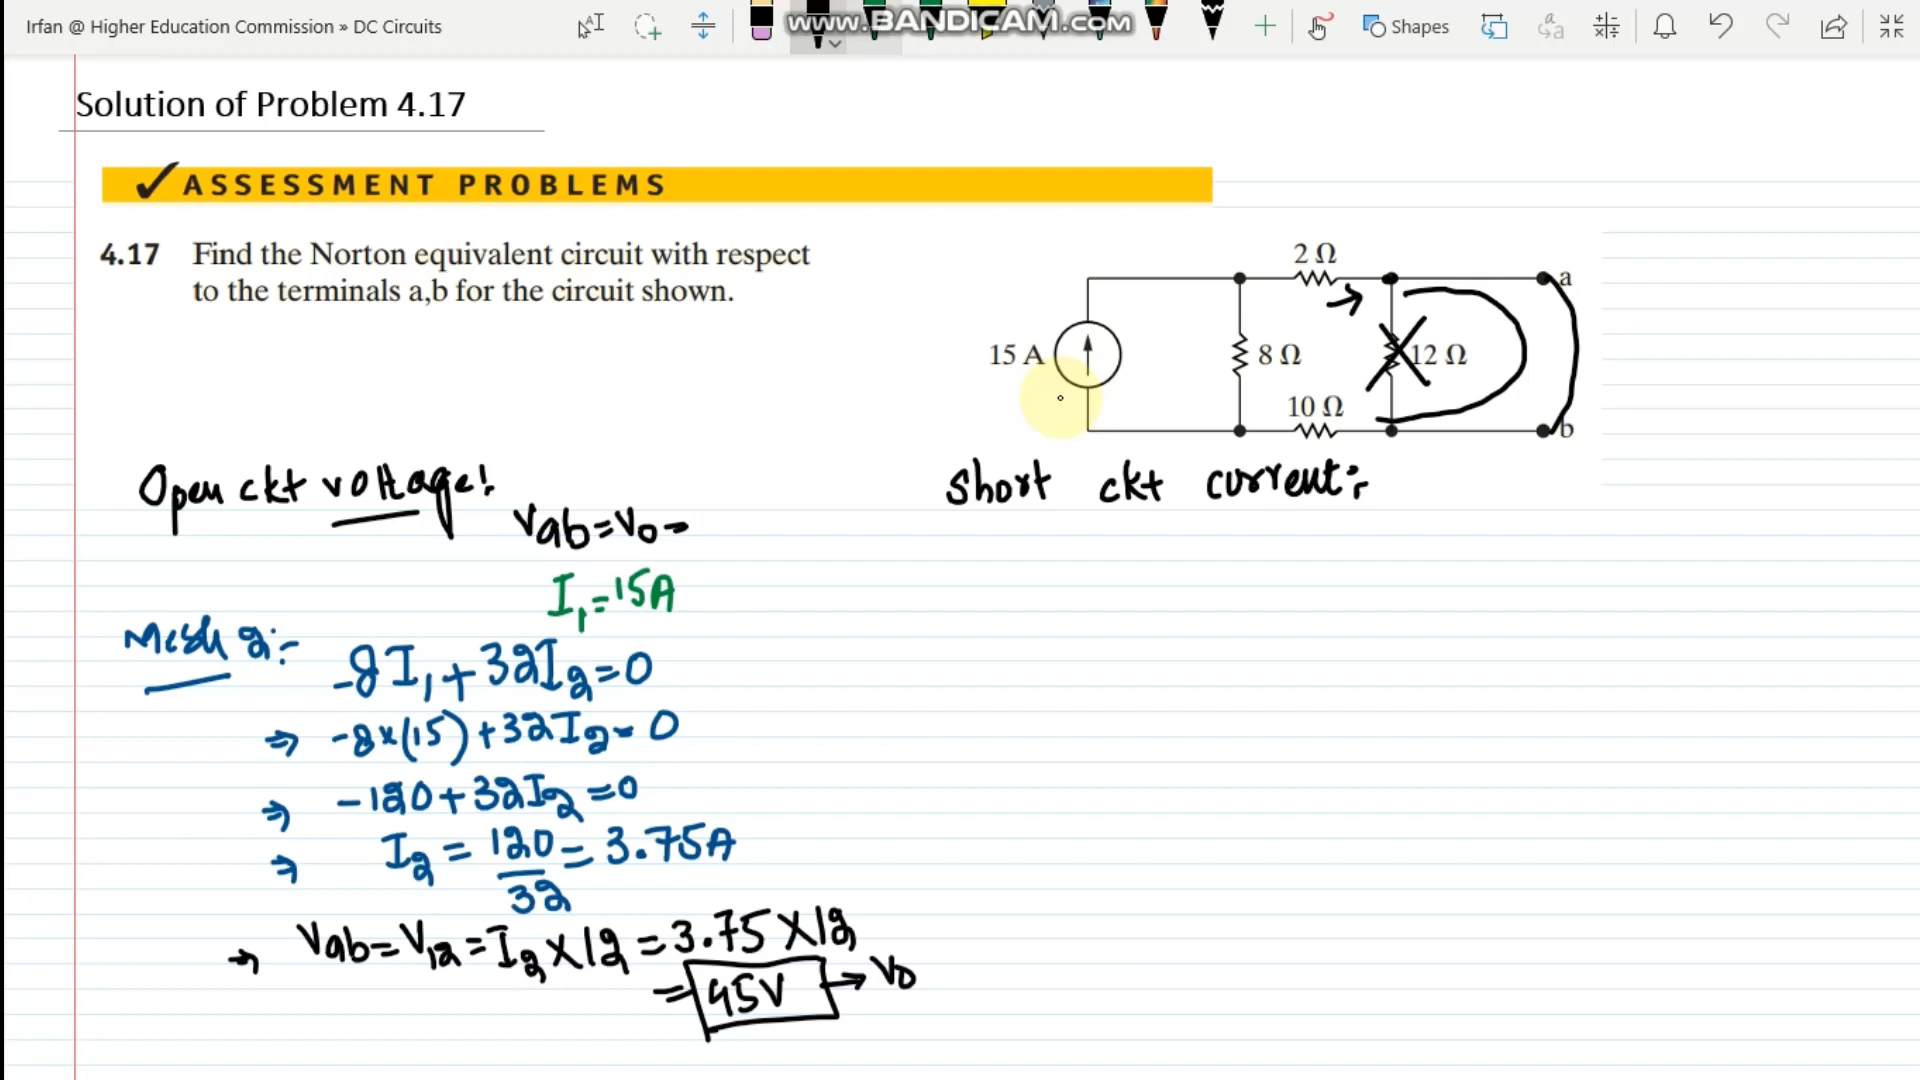 Irfan @ Higher Education Commission » DC Circuits
www.BANDICAM.com
Shapes
Solution of Problem 4.17
ASSESSMENT PROBLEMS
4.17 Find the Norton equivalent circuit with respect
to the terminals a,b for the circuit shown.
2 Ω
a
15 A
8 Ω
12 Ω
10 Ω
b
Open ckt voltage:
Vab=Vo=
I₁=15A
Mesh 2:-
-8I₁+32I₂=0
⇒ -8×(15)+32I₂=0
⇒ -120+32I₂=0
⇒ I₂ = 120/32 = 3.75A
→ Vab=V12=I₂×12=3.75×12
= 45V → Vo
Short ckt current:-